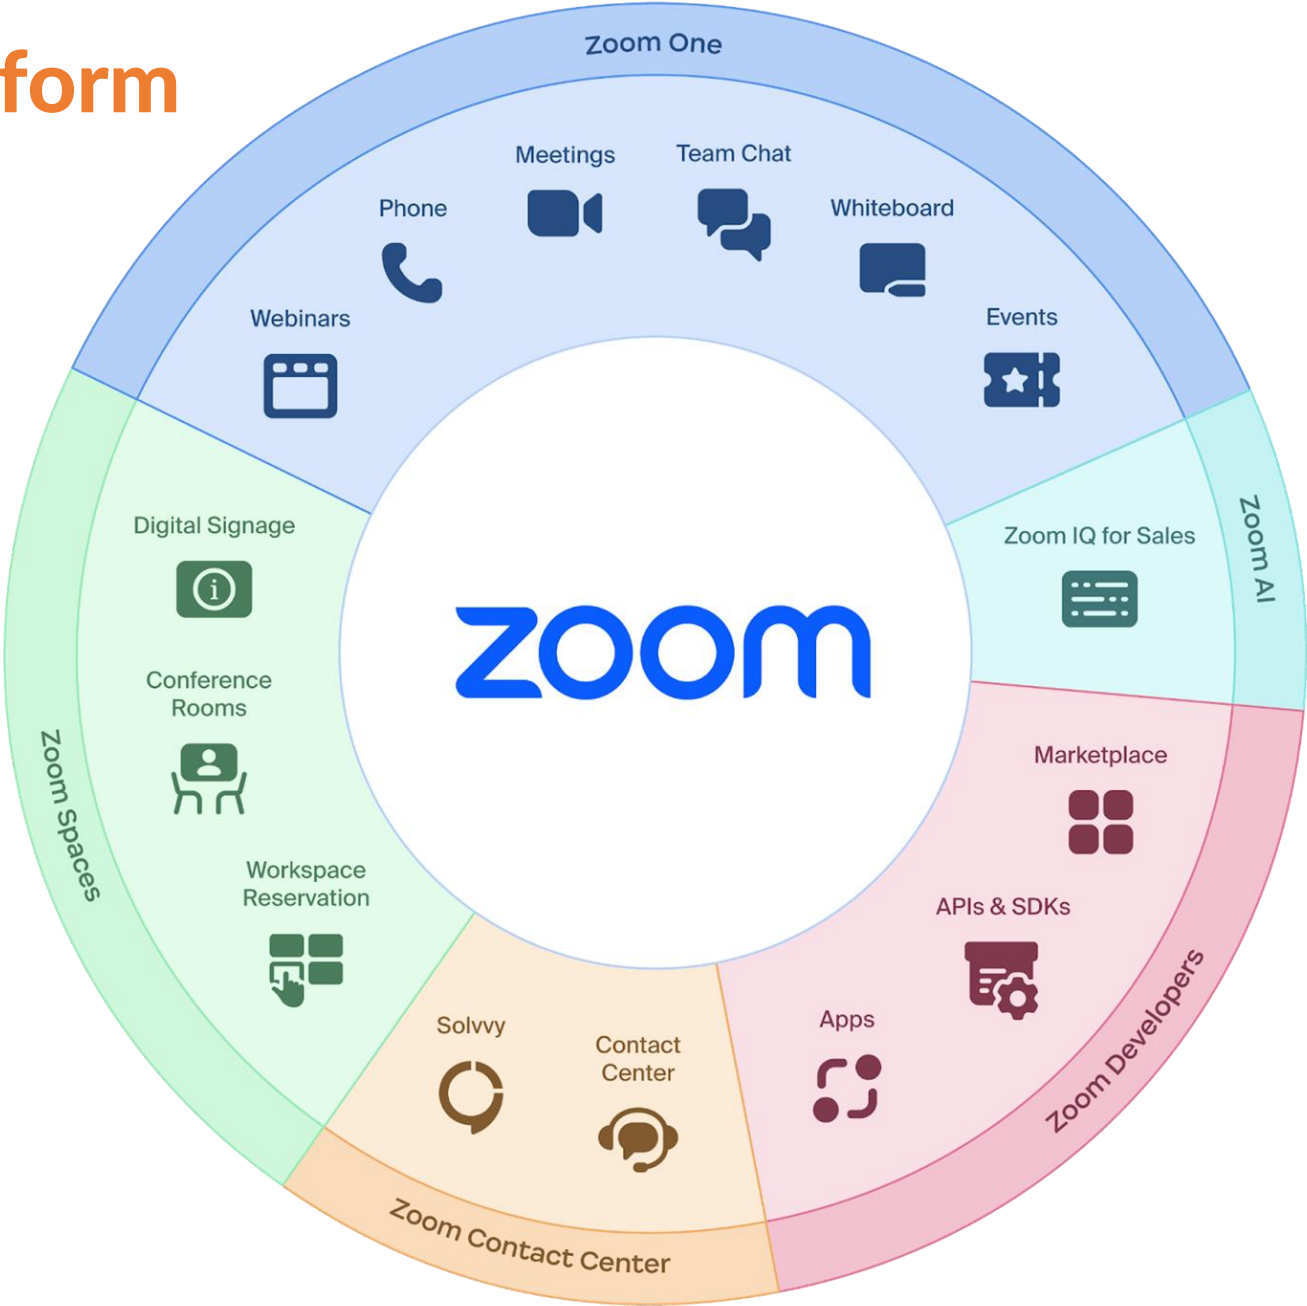 form
Zoom One
Meetings
Team Chat
Phone
Whiteboard
Webinars
Events
Zoom AI
Zoom IQ for Sales
Zoom Developers
Marketplace
APIs & SDKs
Apps
Zoom Contact Center
Contact
Center
Solvvy
Zoom Spaces
Digital Signage
Conference
Rooms
Workspace
Reservation
zoom